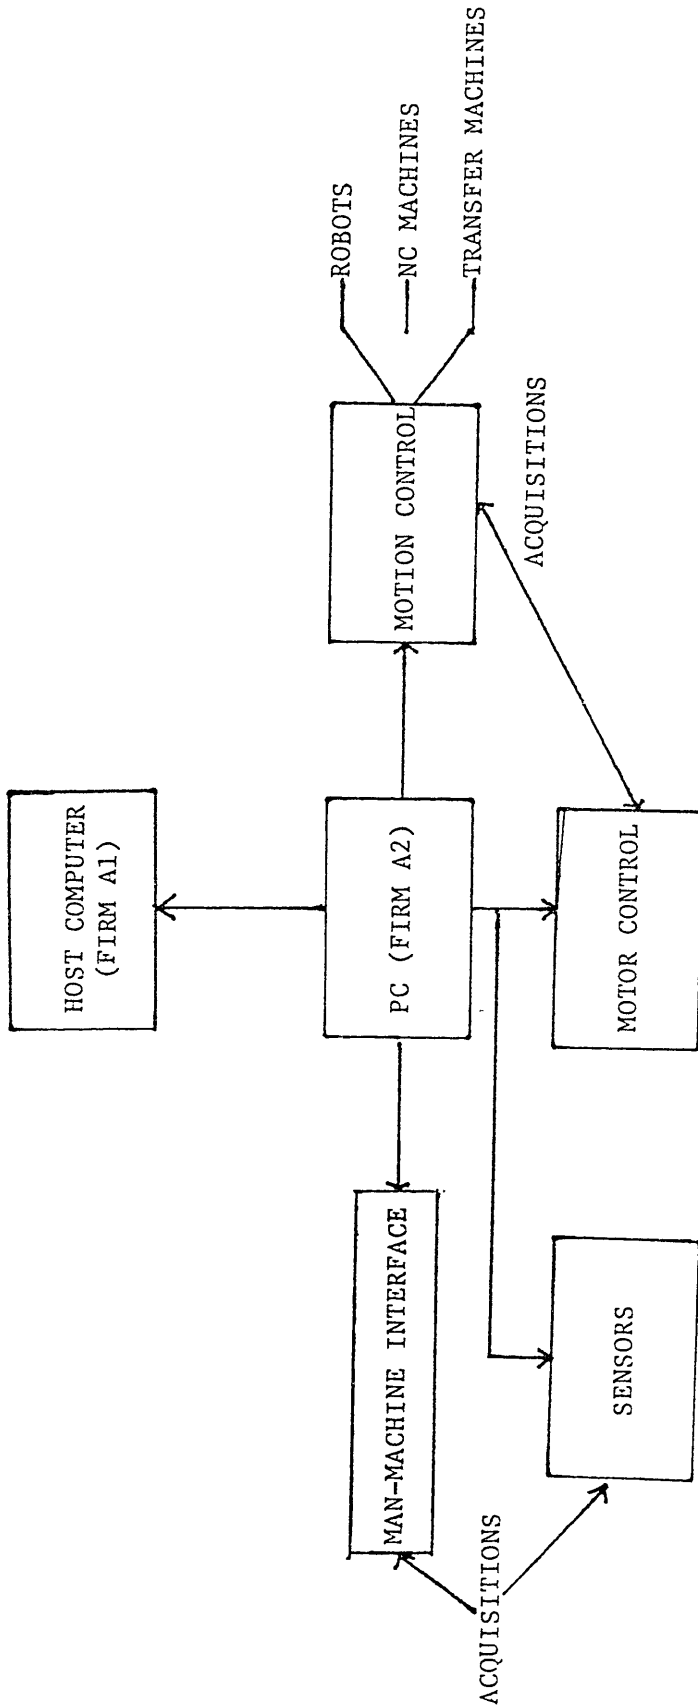 HOST COMPUTER
(FIRM A1)
ROBOTS
MAN-MACHINE INTERFACE
PC (FIRM A2)
MOTION CONTROL
NC MACHINES
TRANSFER MACHINES
ACQUISITIONS
ACQUISITIONS
SENSORS
MOTOR CONTROL